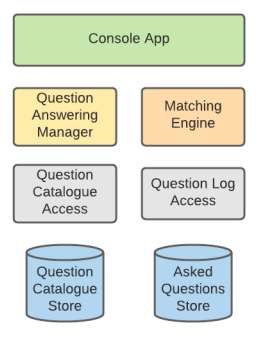 Console App
Question
Answering
Manager
Matching
Engine
Question
Catalogue
Access
Question Log
Access
Question
Catalogue
Store
Asked
Questions
Store